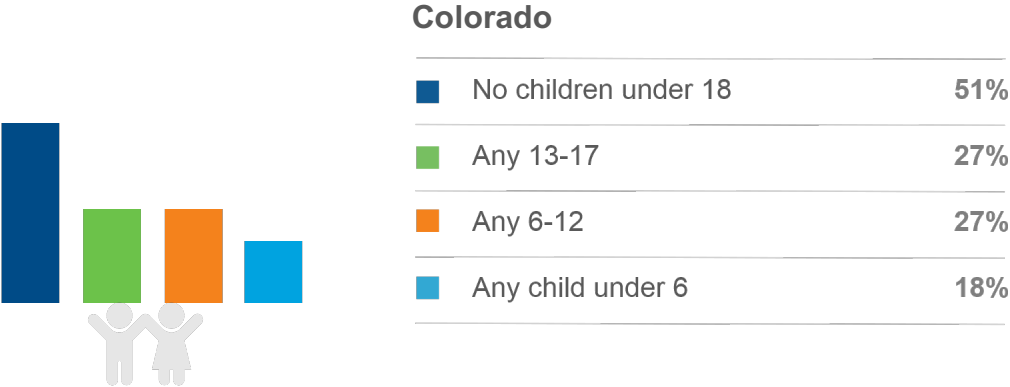 Colorado
No children under 18 51%
Any 13-17 27%
Any 6-12 27%
Any child under 6 18%